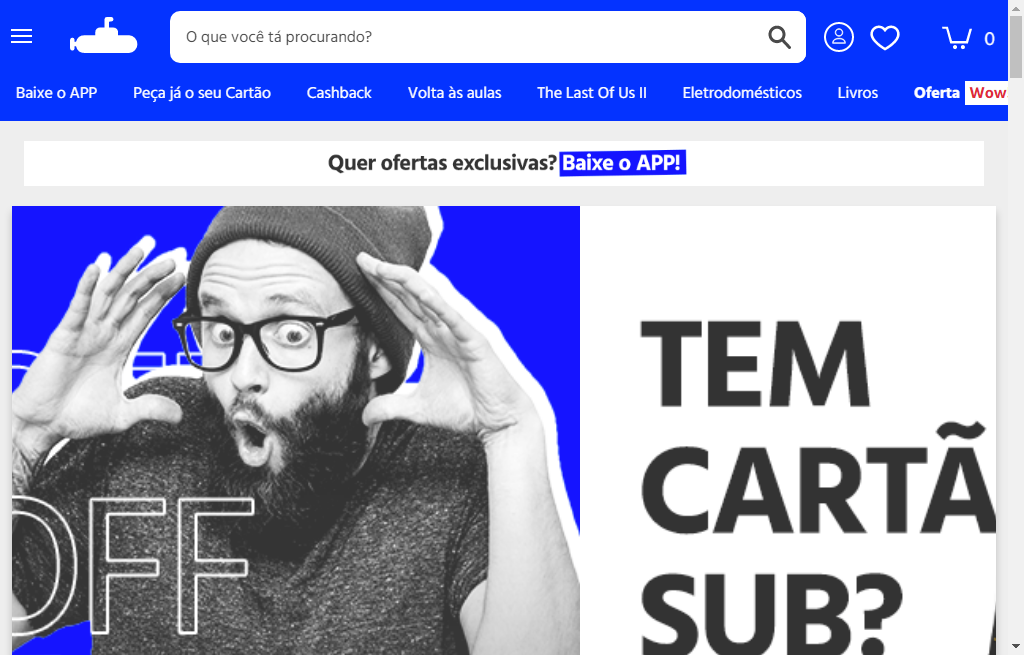 O que você tá procurando?
0
Baixe o APP Peça já o seu Cartão Cashback Volta às aulas The Last Of Us II Eletrodomésticos Livros Oferta Wow
Quer ofertas exclusivas? Baixe o APP!
OFF
TEM
CARTÃ
SUB?